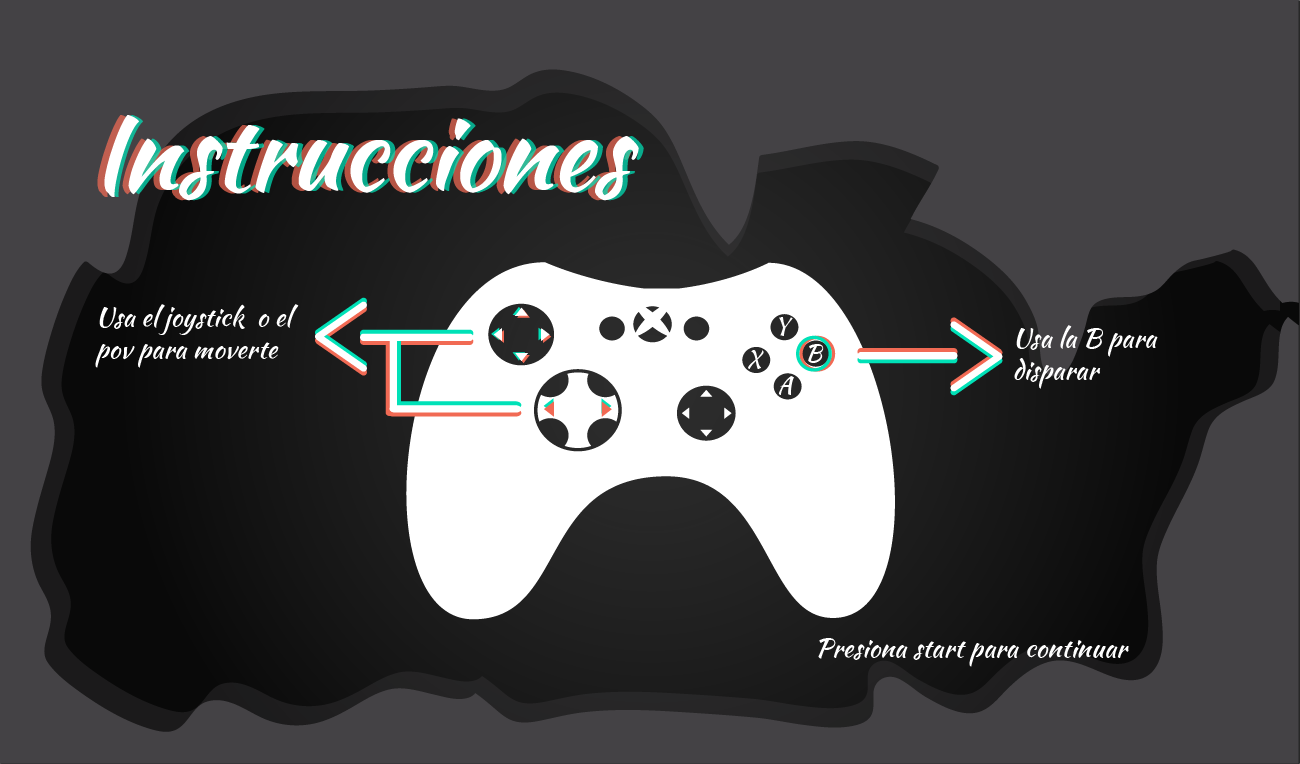 Instrucciones
Usa el joystick o el
pov para moverte
Y
X
B
A
Usa la B para
disparar
Presiona start para continuar